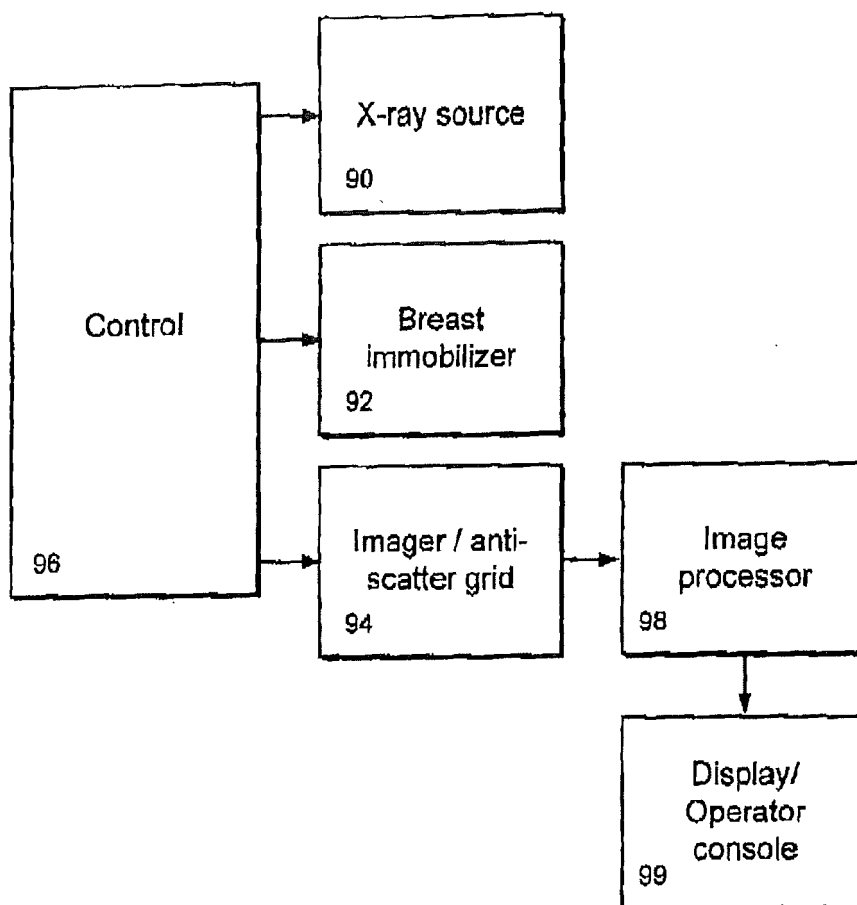 X-ray source
90
Control
96
Breast
immobilizer
92
Imager / anti-
scatter grid
94
Image
processor
98
Display/
Operator
console
99